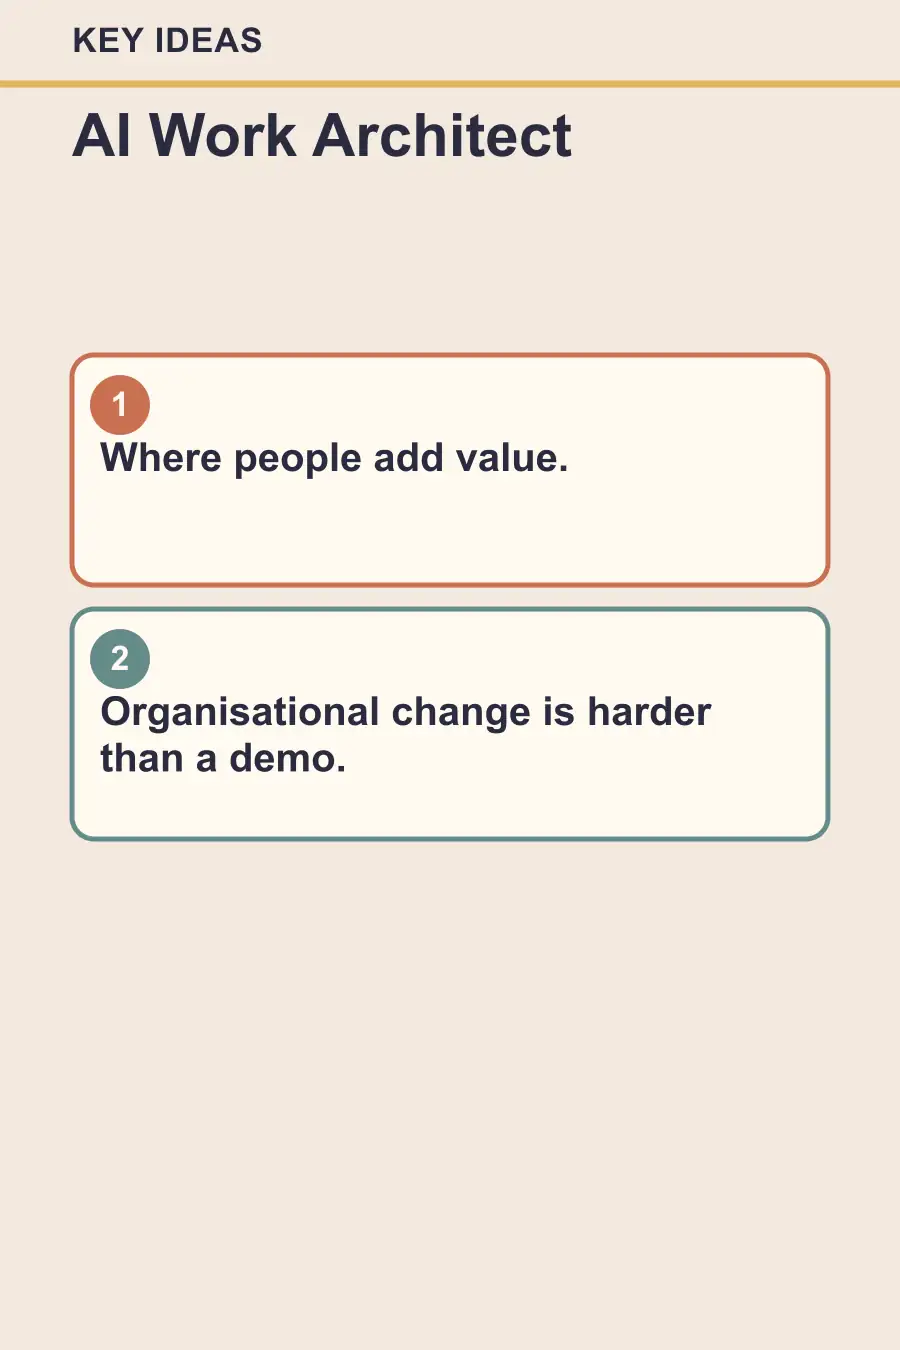 KEY IDEAS
AI Work Architect
1
Where people add value.
2
Organisational change is harder
than a demo.